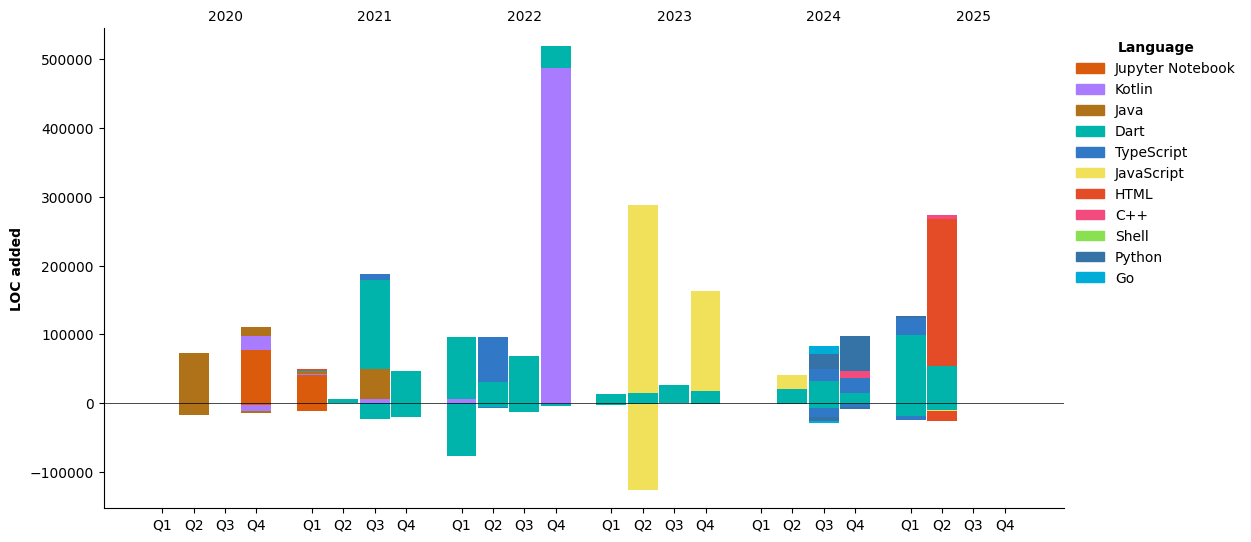 2020 2021 2022 2023 2024 2025
LOC added
500000
400000
300000
200000
100000
0
−100000
Q1 Q2 Q3 Q4 Q1 Q2 Q3 Q4 Q1 Q2 Q3 Q4 Q1 Q2 Q3 Q4 Q1 Q2 Q3 Q4 Q1 Q2 Q3 Q4
Language
Jupyter Notebook
Kotlin
Java
Dart
TypeScript
JavaScript
HTML
C++
Shell
Python
Go